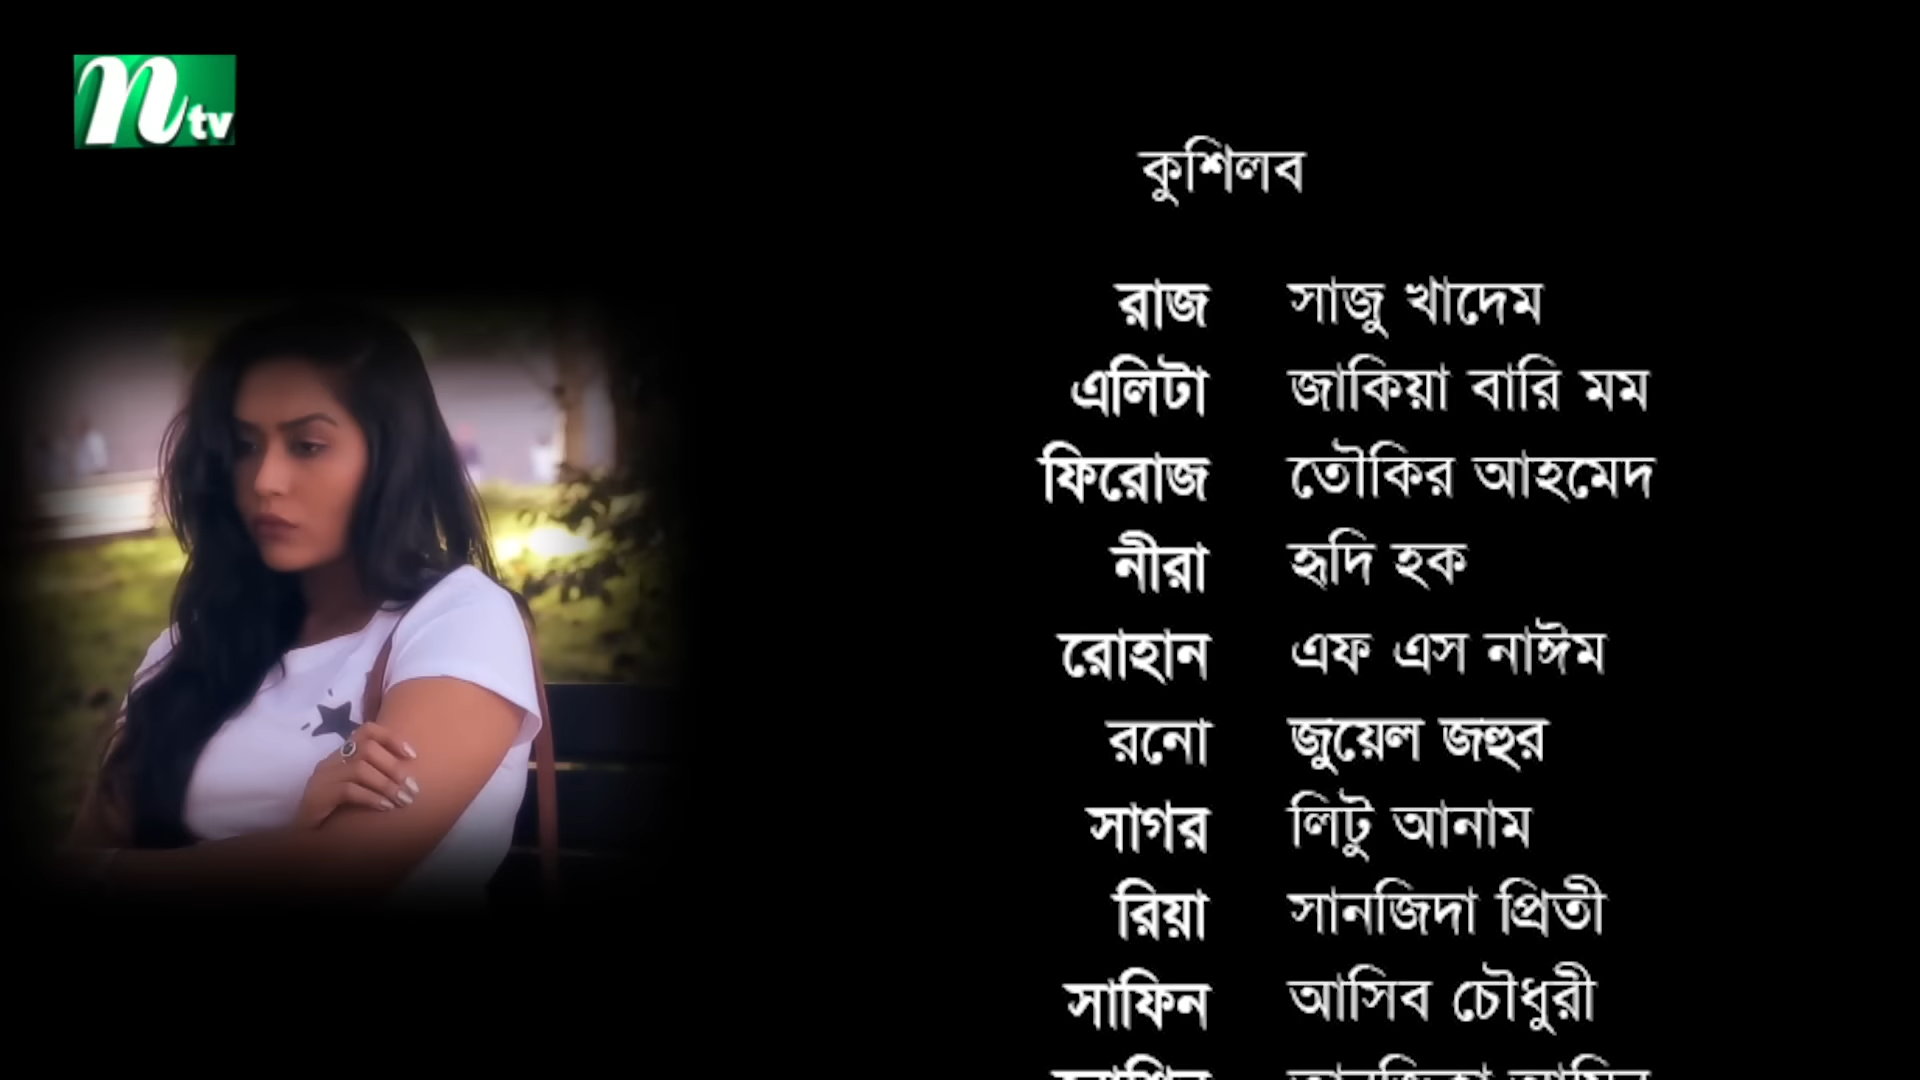 ntv
কুশিলব
রাজ সাজু খাদেম
এলিটা জাকিয়া বারি মম
ফিরোজ তৌকির আহমেদ
নীরা হৃদি হক
রোহান এফ এস নাঈম
রনো জুয়েল জহুর
সাগর লিটু আনাম
রিয়া সানজিদা প্রিতী
সাফিন আসিব চৌধুরী